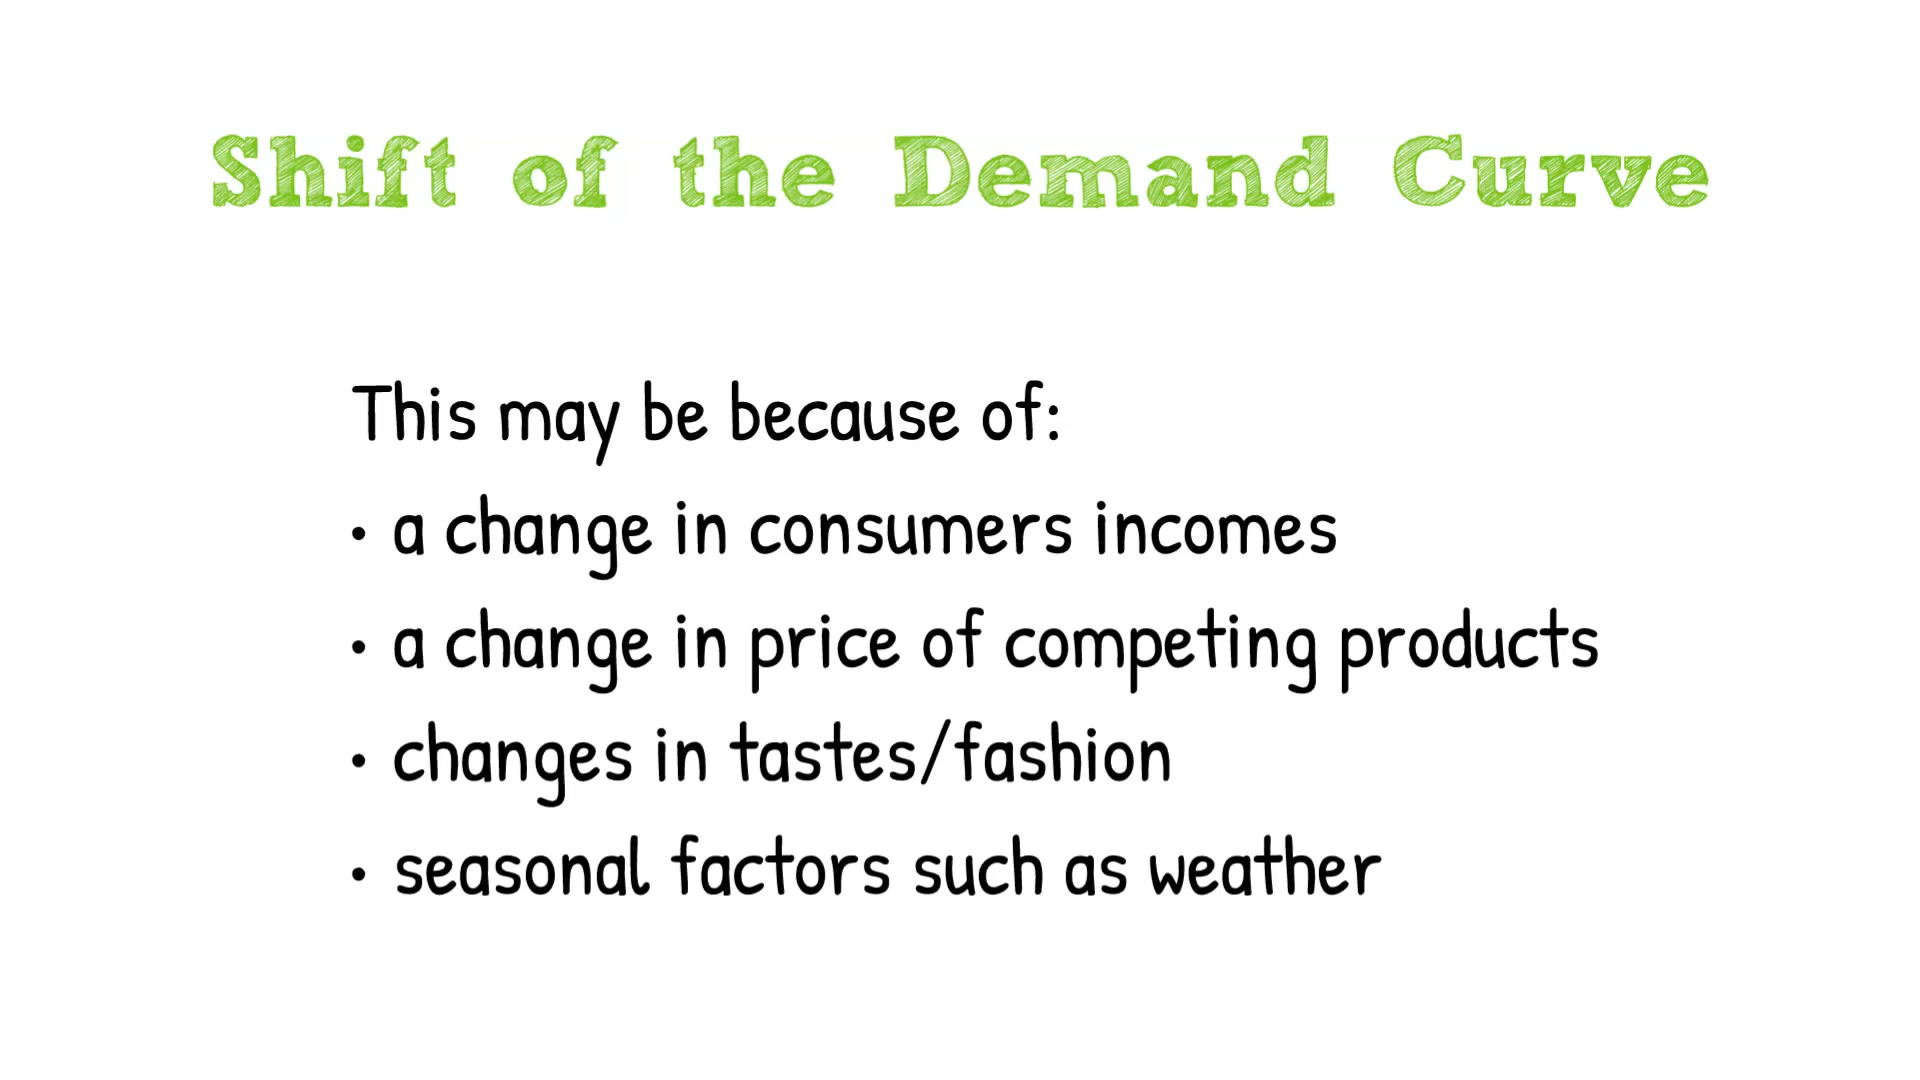 Shift of the Demand Curve
This may be because of:
• a change in consumers incomes
• a change in price of competing products
• changes in tastes/fashion
• seasonal factors such as weather